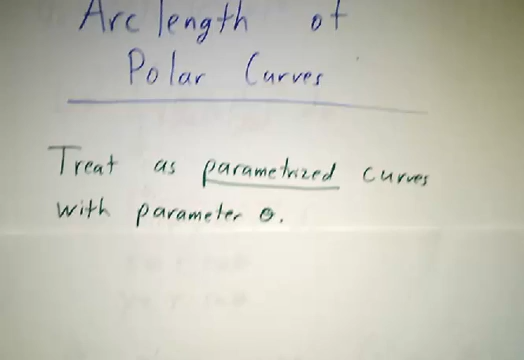 Arc length of
Polar Curves
Treat as parametrized curves
with parameter θ.